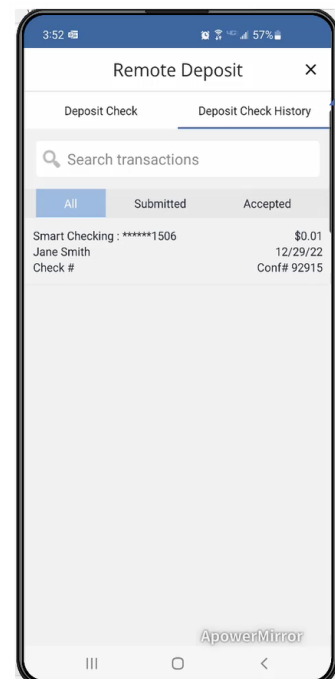 3:52 57%
Remote Deposit ×
Deposit Check Deposit Check History
Search transactions
All Submitted Accepted
Smart Checking : ******1506 $0.01
Jane Smith 12/29/22
Check # Conf# 92915
ApowerMirror